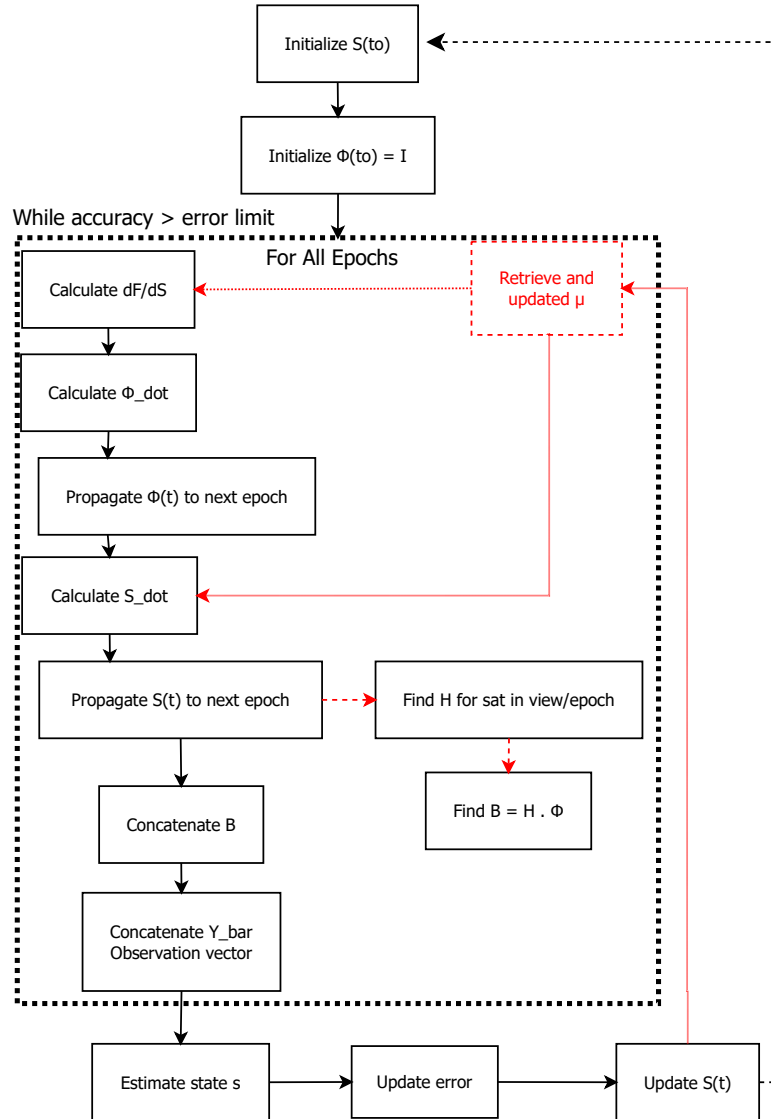 Initialize S(to)
Initialize Φ(to) = I
While accuracy > error limit
For All Epochs
Calculate dF/dS
Retrieve and
updated μ
Calculate Φ_dot
Propagate Φ(t) to next epoch
Calculate S_dot
Propagate S(t) to next epoch
Find H for sat in view/epoch
Find B = H . Φ
Concatenate B
Concatenate Y_bar
Observation vector
Estimate state s
Update error
Update S(t)